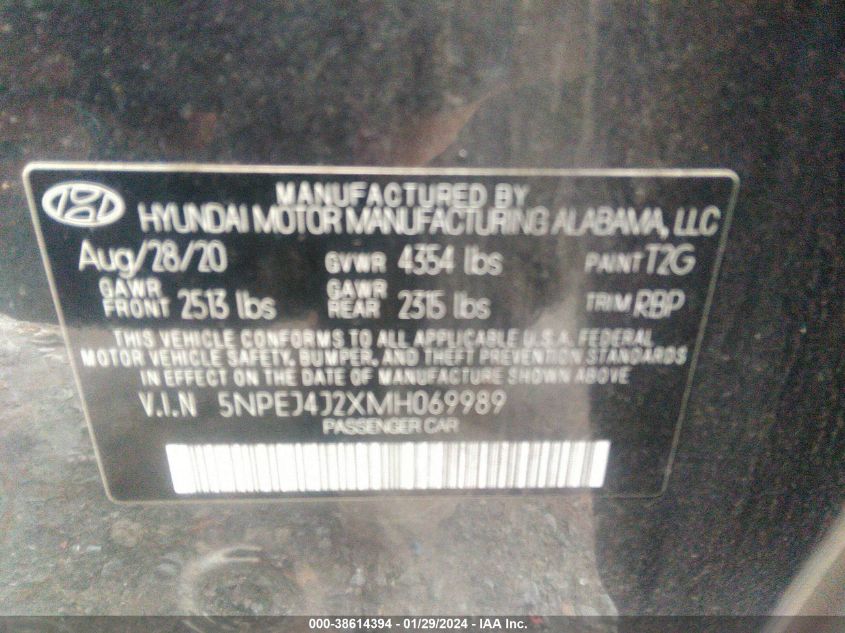 MANUFACTURED BY
HYUNDAI MOTOR MANUFACTURING ALABAMA, LLC
Aug/28/20 GVWR 4354 lbs PAINT T2G
GAWR FRONT 2513 lbs GAWR REAR 2315 lbs TRIM RBP
THIS VEHICLE CONFORMS TO ALL APPLICABLE U.S.A. FEDERAL
MOTOR VEHICLE SAFETY, BUMPER, AND THEFT PREVENTION STANDARDS
IN EFFECT ON THE DATE OF MANUFACTURE SHOWN ABOVE
V.I.N 5NPEJ4J2XMH069989
PASSENGER CAR
000-38614394 - 01/29/2024 - IAA Inc.